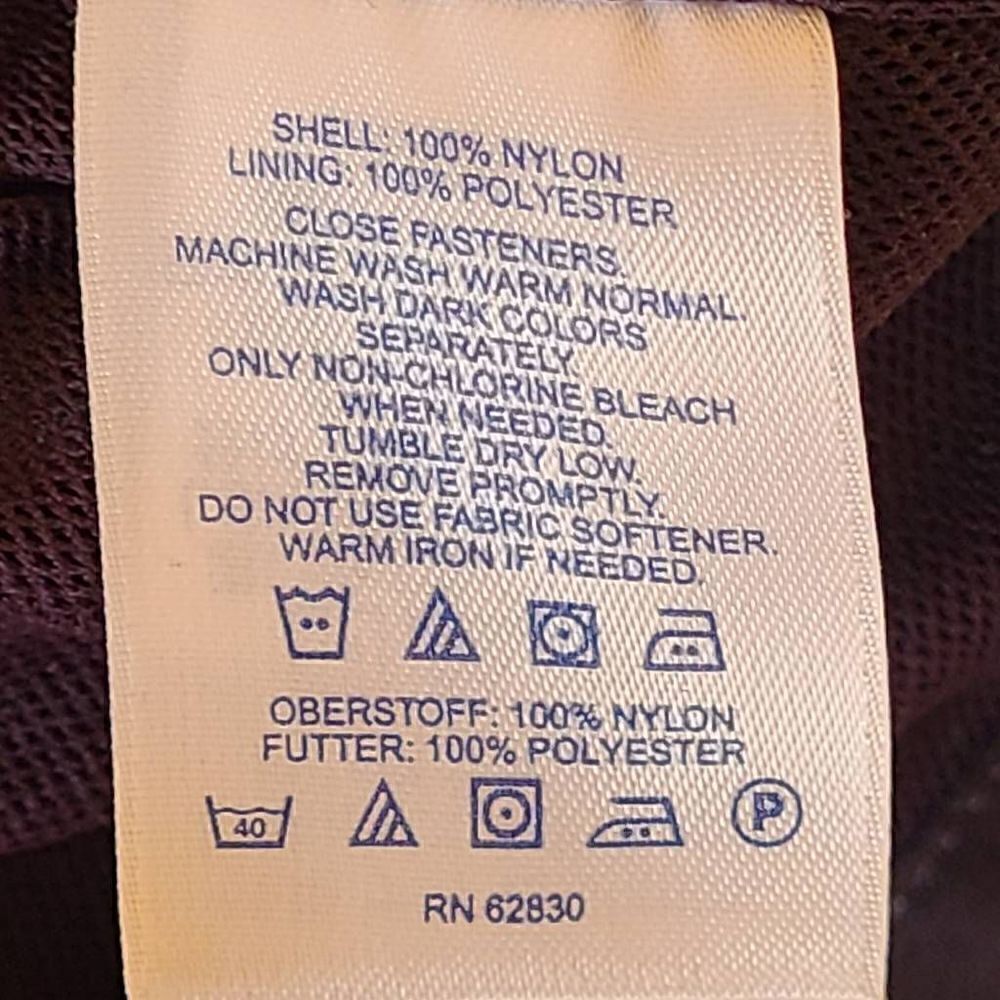 SHELL: 100% NYLON
LINING: 100% POLYESTER
CLOSE FASTENERS.
MACHINE WASH WARM NORMAL.
WASH DARK COLORS
SEPARATELY.
ONLY NON-CHLORINE BLEACH
WHEN NEEDED.
TUMBLE DRY LOW.
REMOVE PROMPTLY.
DO NOT USE FABRIC SOFTENER.
WARM IRON IF NEEDED.
OBERSTOFF: 100% NYLON
FUTTER: 100% POLYESTER
40 P
RN 62830